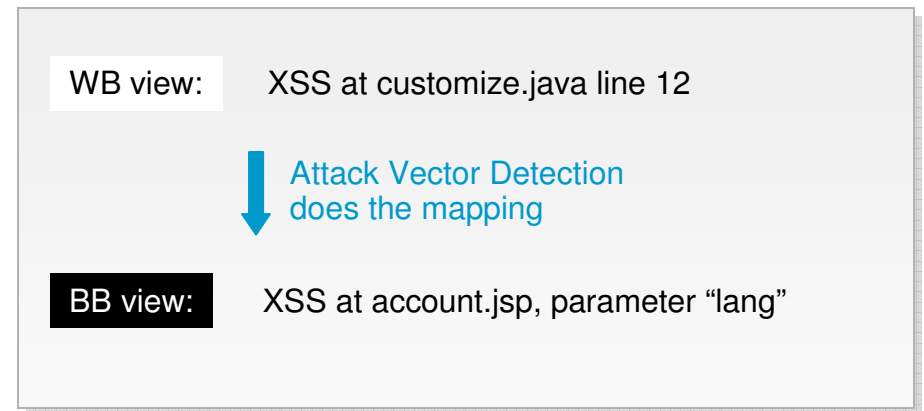 WB view: XSS at customize.java line 12
Attack Vector Detection
does the mapping
BB view: XSS at account.jsp, parameter “lang”